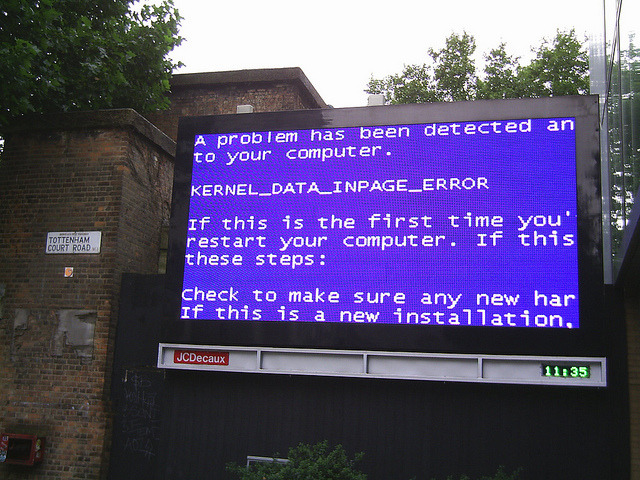 A problem has been detected an
to your computer.
KERNEL_DATA_INPAGE_ERROR
If this is the first time you'
restart your computer. If this
these steps:
Check to make sure any new har
If this is a new installation,
TOTTENHAM
COURT ROAD
JCDecaux
11:35